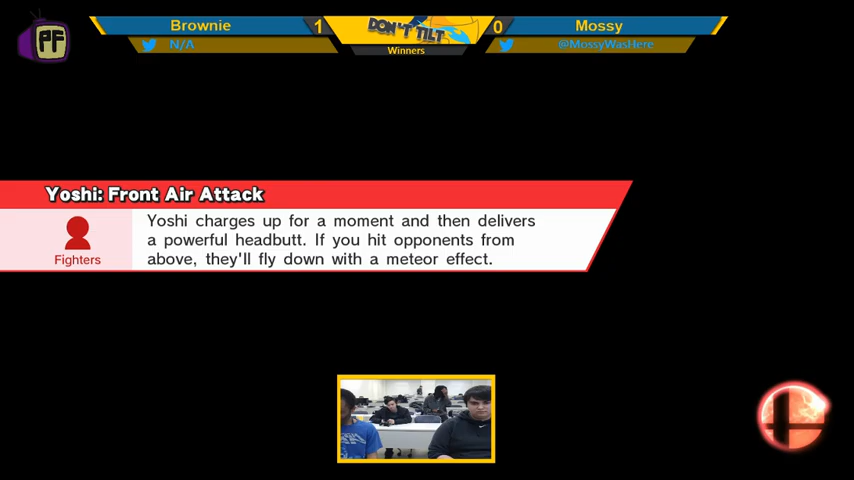 Brownie 1 DON'T TILT 0 Mossy
N/A Winners @MossyWasHere
PF
Yoshi: Front Air Attack
Yoshi charges up for a moment and then delivers
a powerful headbutt. If you hit opponents from
above, they'll fly down with a meteor effect.
Fighters